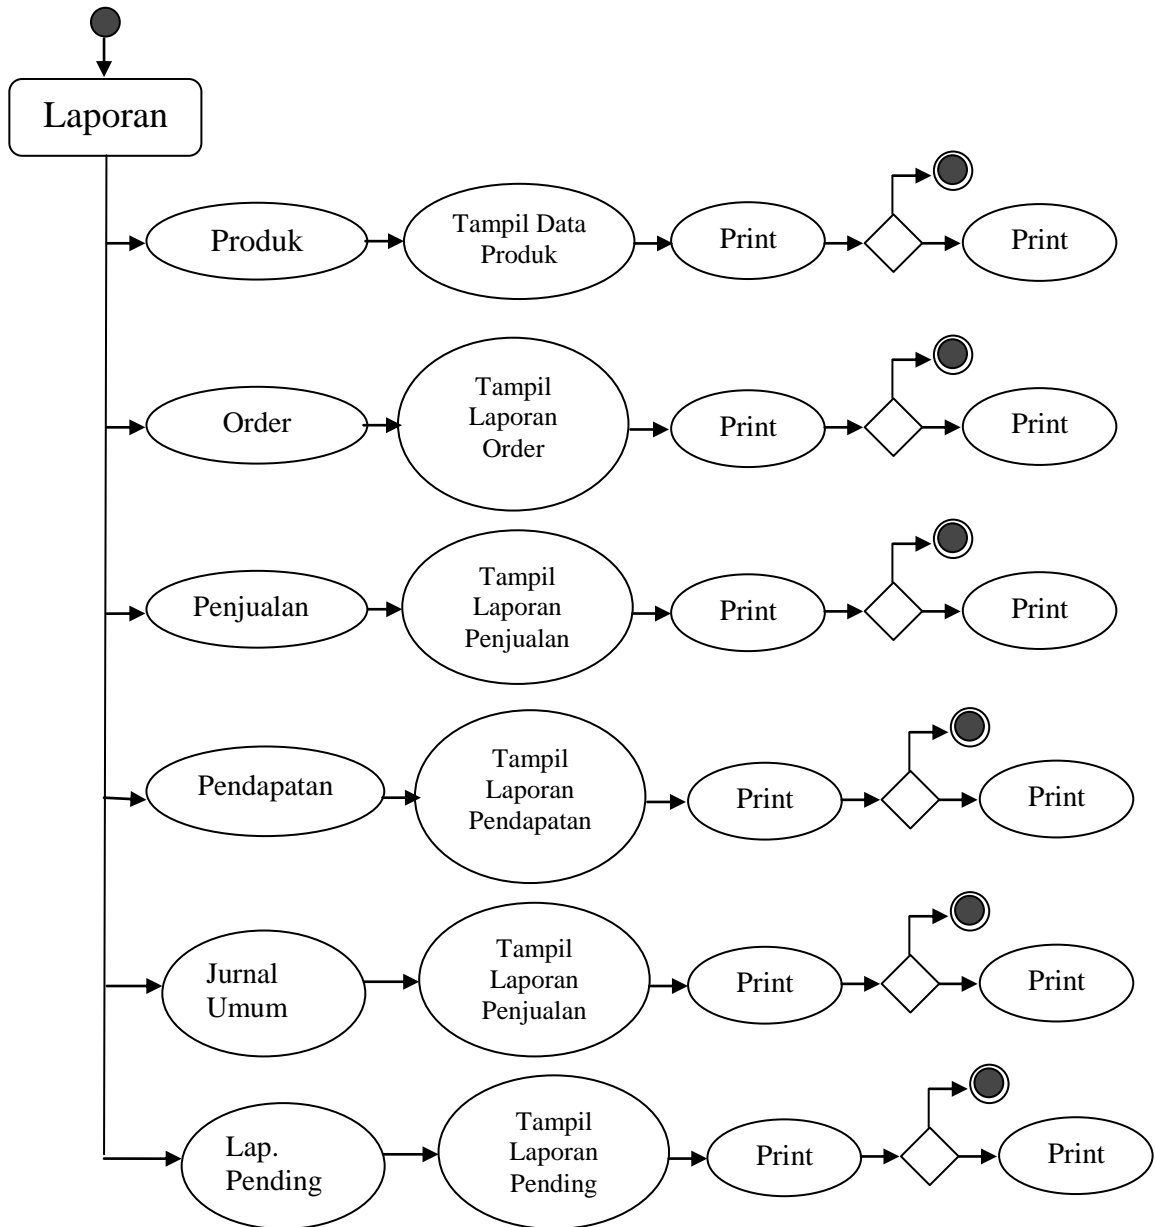 Laporan
Produk
Tampil Data
Produk
Print
Print
Order
Tampil
Laporan
Order
Print
Print
Penjualan
Tampil
Laporan
Penjualan
Print
Print
Pendapatan
Tampil
Laporan
Pendapatan
Print
Print
Jurnal
Umum
Tampil
Laporan
Penjualan
Print
Print
Lap.
Pending
Tampil
Laporan
Pending
Print
Print